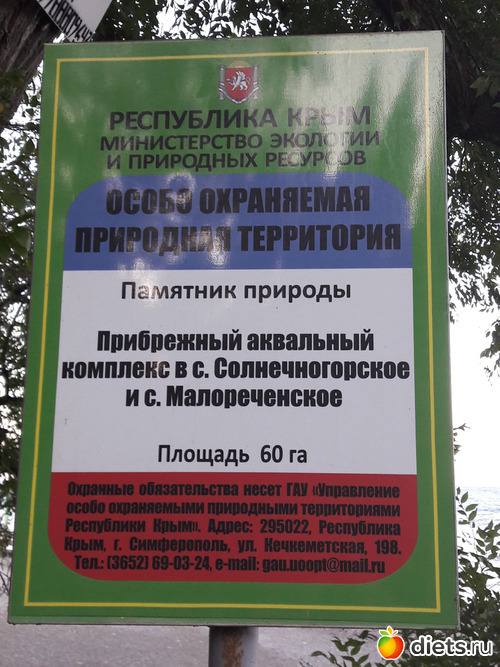 РЕСПУБЛИКА КРЫМ
МИНИСТЕРСТВО ЭКОЛОГИИ
И ПРИРОДНЫХ РЕСУРСОВ
ОСОБО ОХРАНЯЕМАЯ
ПРИРОДНАЯ ТЕРРИТОРИЯ
Памятник природы
Прибрежный аквальный
комплекс в с. Солнечногорское
и с. Малореченское
Площадь 60 га
Охранные обязательства несет ГАУ «Управление
особо охраняемыми природными территориями
Республики Крым». Адрес: 295022, Республика
Крым, г. Симферополь, ул. Кечкеметская, 198.
Тел.: (3652) 69-03-24, e-mail: gau.uoopt@mail.ru
diets.ru